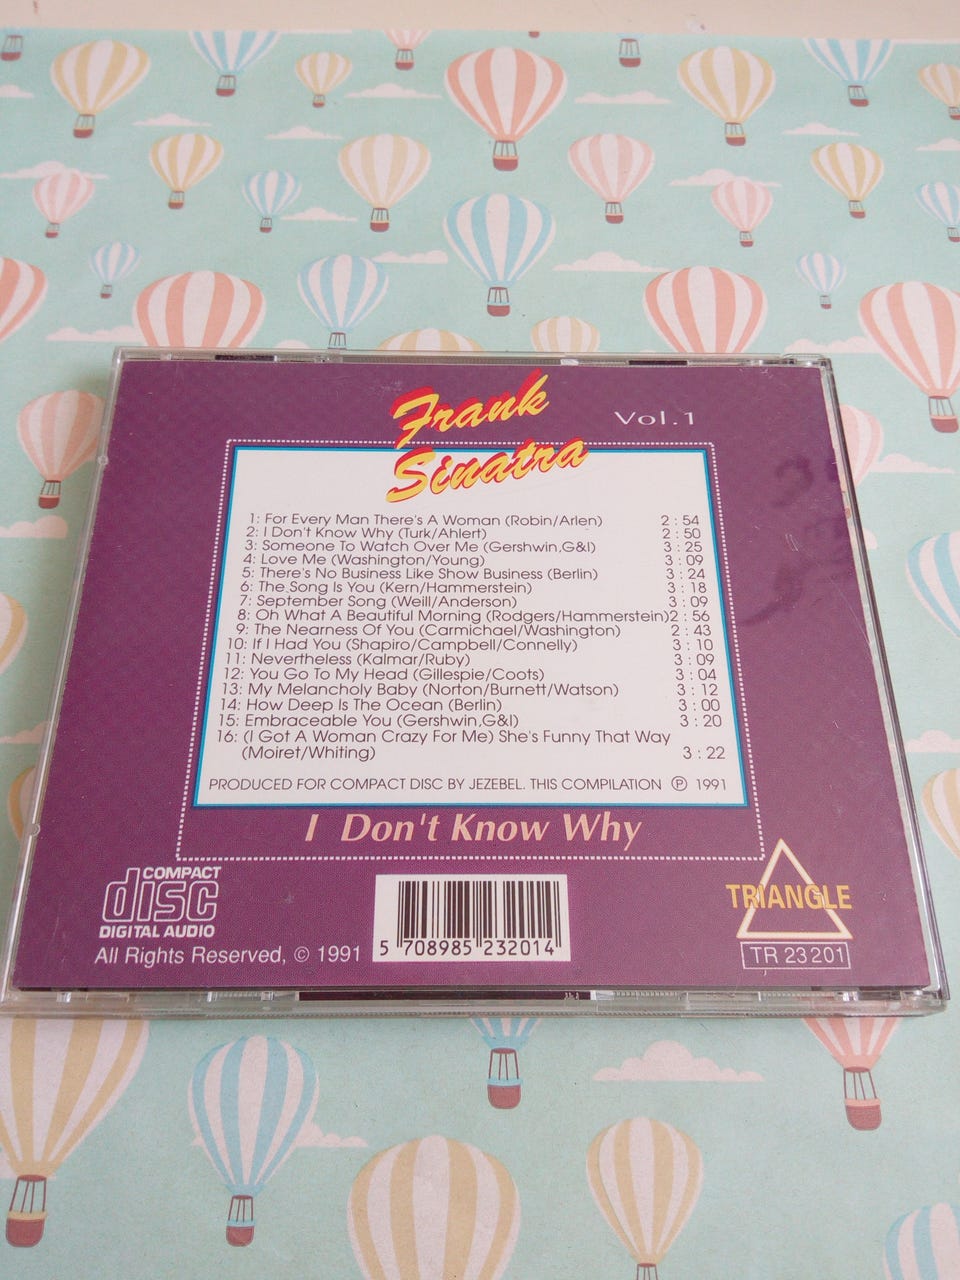 Frank
Sinatra
Vol.1
1: For Every Man There's A Woman (Robin/Arlen) 2 : 54
2: I Don't Know Why (Turk/Ahlert) 2 : 50
3: Someone To Watch Over Me (Gershwin,G&I) 3 : 25
4: Love Me (Washington/Young) 3 : 09
5: There's No Business Like Show Business (Berlin) 3 : 24
6: The Song Is You (Kern/Hammerstein) 3 : 18
7: September Song (Weill/Anderson) 3 : 09
8: Oh What A Beautiful Morning (Rodgers/Hammerstein) 2 : 56
9: The Nearness Of You (Carmichael/Washington) 2 : 43
10: If I Had You (Shapiro/Campbell/Connelly) 3 : 10
11: Nevertheless (Kalmar/Ruby) 3 : 09
12: You Go To My Head (Gillespie/Coots) 3 : 04
13: My Melancholy Baby (Norton/Burnett/Watson) 3 : 12
14: How Deep Is The Ocean (Berlin) 3 : 00
15: Embraceable You (Gershwin,G&I) 3 : 20
16: (I Got A Woman Crazy For Me) She's Funny That Way
(Moiret/Whiting) 3 : 22
PRODUCED FOR COMPACT DISC BY JEZEBEL. THIS COMPILATION ℗ 1991
I Don't Know Why
COMPACT
disc
DIGITAL AUDIO
All Rights Reserved, © 1991
5 708985 232014
TRIANGLE
TR 23201